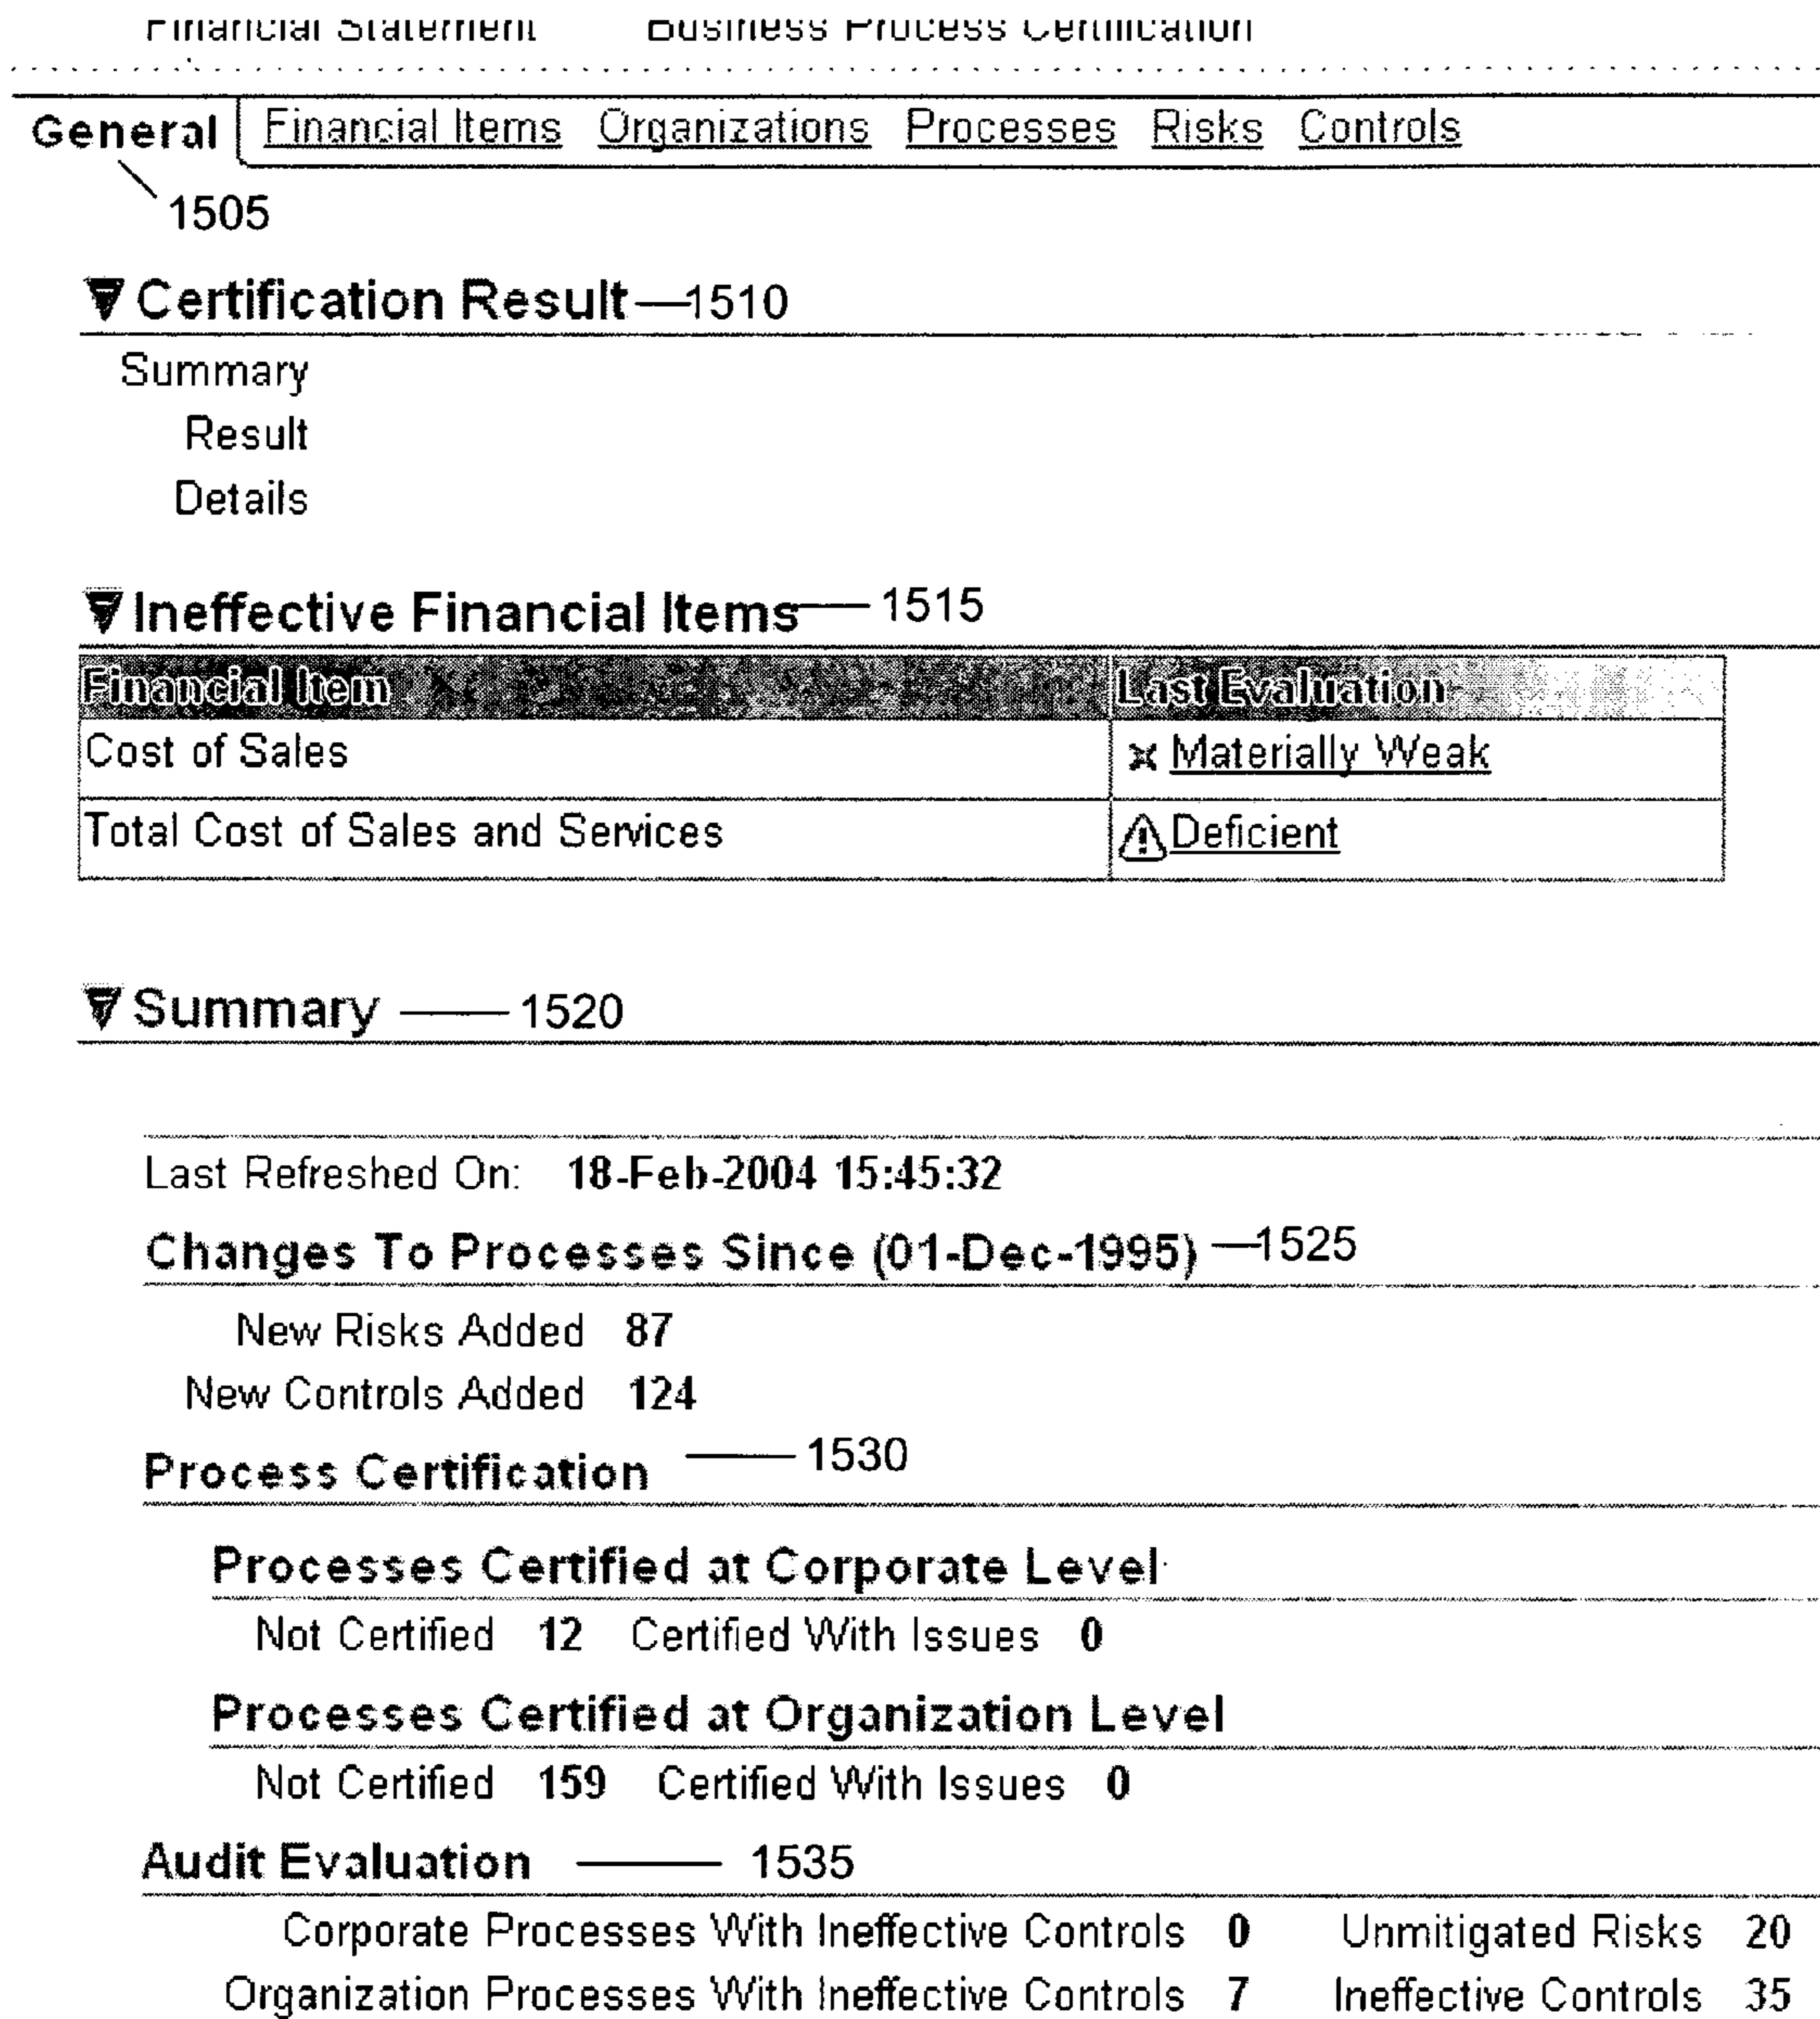 Financial Statement Business Process Certification
General Financial Items Organizations Processes Risks Controls
1505
Certification Result 1510
Summary
Result
Details
Ineffective Financial Items 1515
Financial Item Last Evaluation
Cost of Sales Materially Weak
Total Cost of Sales and Services Deficient
Summary 1520
Last Refreshed On: 18-Feb-2004 15:45:32
Changes To Processes Since (01-Dec-1995) 1525
New Risks Added 87
New Controls Added 124
Process Certification 1530
Processes Certified at Corporate Level
Not Certified 12 Certified With Issues 0
Processes Certified at Organization Level
Not Certified 159 Certified With Issues 0
Audit Evaluation 1535
Corporate Processes With Ineffective Controls 0 Unmitigated Risks 20
Organization Processes With Ineffective Controls 7 Ineffective Controls 35